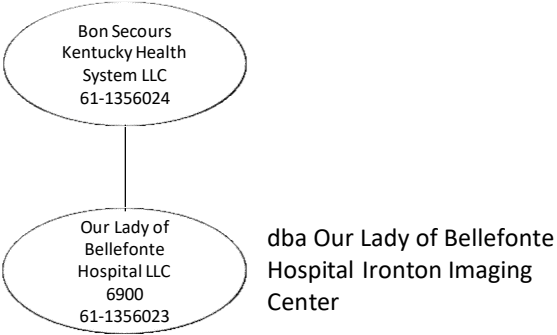 Bon Secours
Kentucky Health
System LLC
61-1356024
Our Lady of
Bellefonte
Hospital LLC
6900
61-1356023
dba Our Lady of Bellefonte
Hospital Ironton Imaging
Center